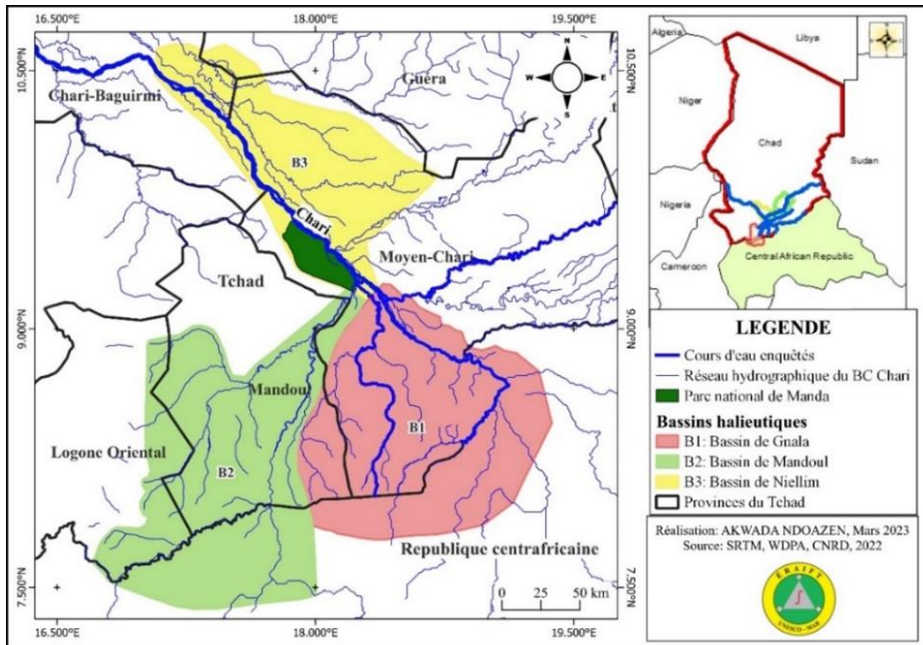 16.500°E
18.000°E
19.500°E
10.500°N
10.500°N
Guera
Chari-Baguirmi
N
W
E
S
B3
Chari
Moyen-Chari
Tchad
9.000°N
9.000°N
Mandoul
B1
Logone Oriental
B2
Republique centrafricaine
7.500°N
7.500°N
0 25 50 km
16.500°E
18.000°E
19.500°E
Algeria
Libya
Niger
Chad
Sudan
Nigeria
Central African Republic
Cameroon
LEGENDE
Cours d'eau enquêtés
Réseau hydrographique du BC Chari
Parc national de Manda
Bassins halieutiques
B1: Bassin de Gnala
B2: Bassin de Mandoul
B3: Bassin de Niellim
Provinces du Tchad
Réalisation: AKWADA NDOAZEN, Mars 2023
Source: SRTM, WDPA, CNRD, 2022
ERAIFT
UNESCO-MAB